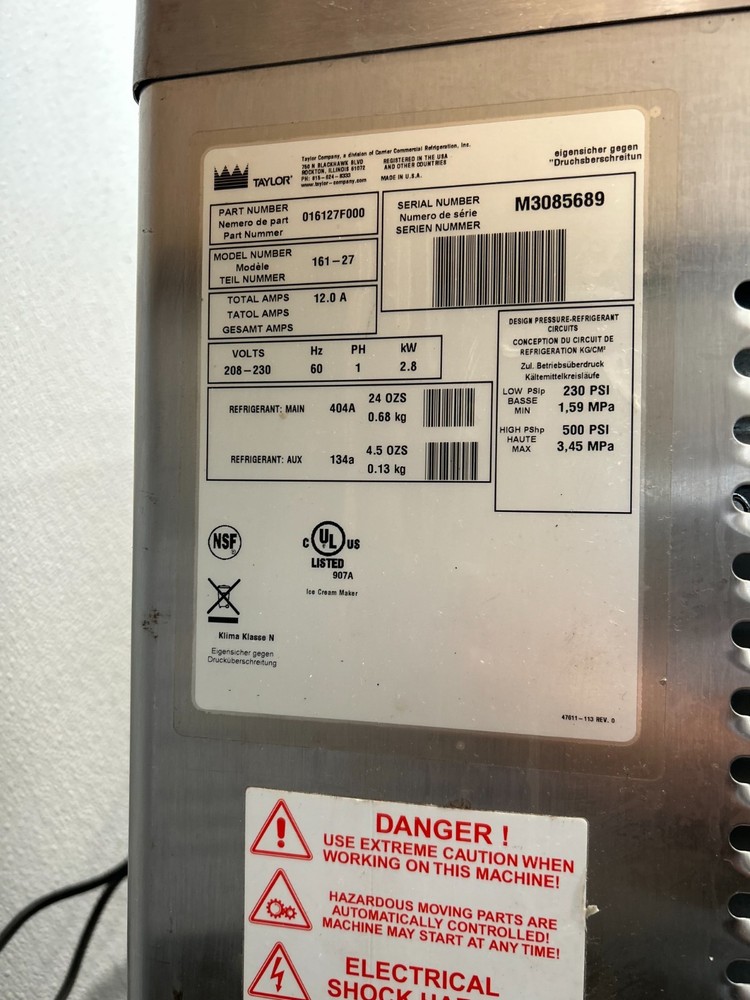 Taylor Company, a division of Carrier Commercial Refrigeration, Inc.
750 N BLACKHAWK BLVD
ROCKTON, ILLINOIS 61072
PH: 815-624-8333
www.taylor-company.com
REGISTERED IN THE USA
AND OTHER COUNTRIES
MADE IN U.S.A.
TAYLOR®
eigensicher gegen
"Druchsberschreitun
PART NUMBER
Nemero de part
Part Nummer
016127F000
SERIAL NUMBER
Numero de série
SERIEN NUMMER
M3085689
MODEL NUMBER
Modéle
TEIL NUMMER
161-27
TOTAL AMPS
TATOL AMPS
GESAMT AMPS
12.0 A
VOLTS Hz PH kW
208-230 60 1 2.8
DESIGN PRESSURE-REFRIGERANT
CIRCUITS
CONCEPTION DU CIRCUIT DE
REFRIGERATION KG/CM²
Zul. Betriebsüberdruck
Kältemittelkreisläufe
LOW PSlp
BASSE
MIN
230 PSI
1,59 MPa
HIGH PShp
HAUTE
MAX
500 PSI
3,45 MPa
REFRIGERANT: MAIN 404A
24 OZS
0.68 kg
REFRIGERANT: AUX 134a
4.5 OZS
0.13 kg
NSF®
C UL US
LISTED
907A
Ice Cream Maker
Klima Klasse N
Eigensicher gegen
Drucküberschreitung
47011-113 REV. 0
DANGER !
USE EXTREME CAUTION WHEN
WORKING ON THIS MACHINE!
HAZARDOUS MOVING PARTS ARE
AUTOMATICALLY CONTROLLED!
MACHINE MAY START AT ANY TIME!
ELECTRICAL
SHOCK